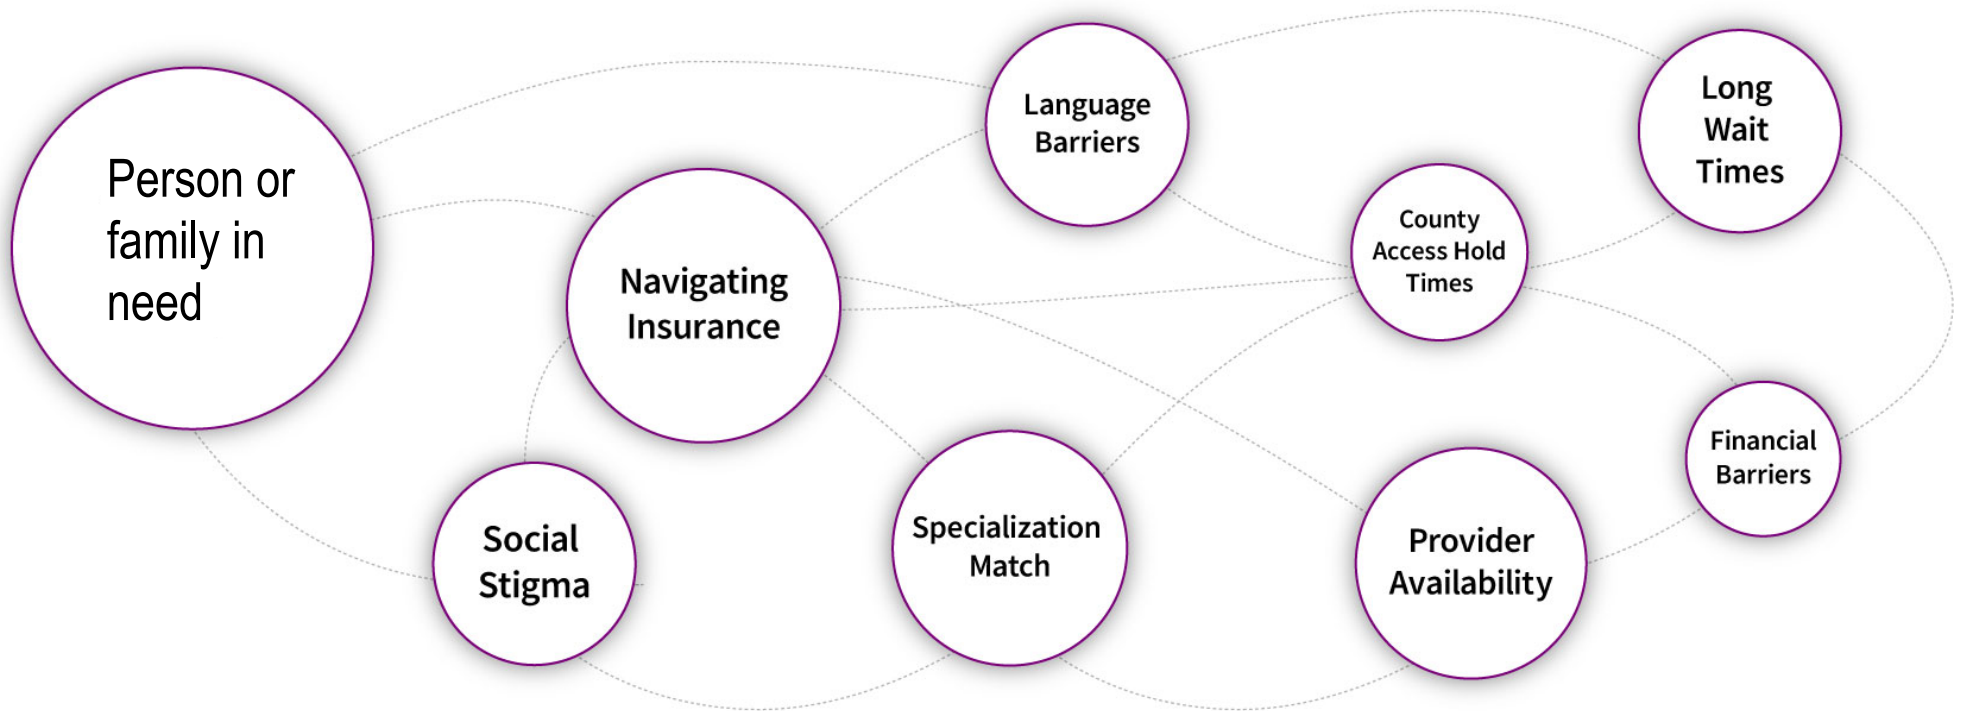 Person or
family in
need
Navigating
Insurance
Social
Stigma
Language
Barriers
Specialization
Match
County
Access Hold
Times
Long
Wait
Times
Financial
Barriers
Provider
Availability